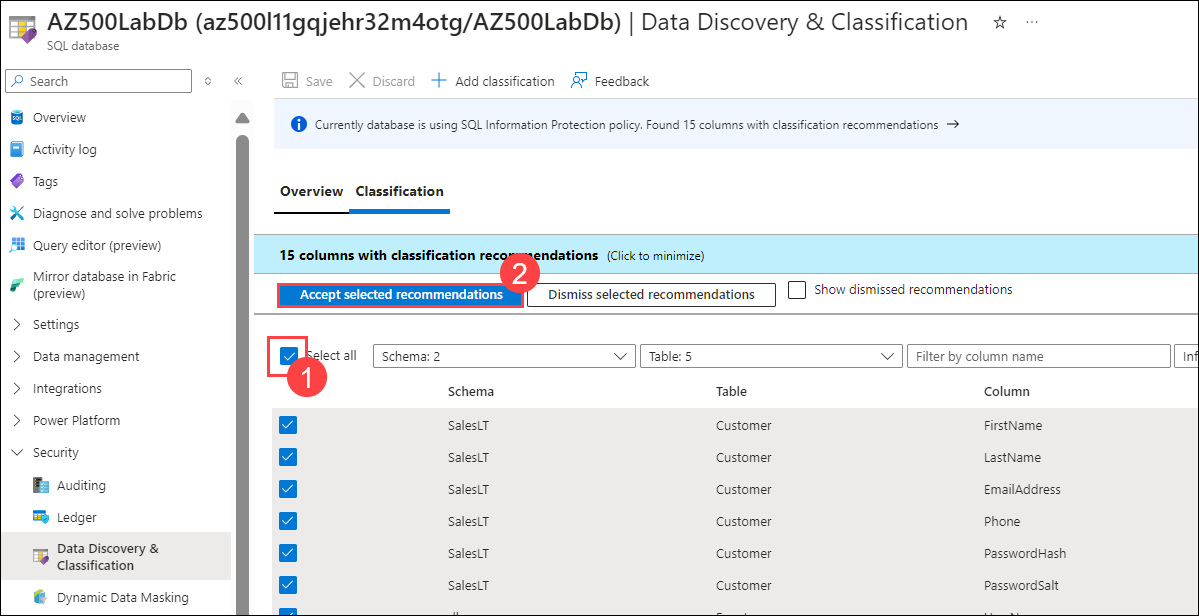 AZ500LabDb (az500l11gqjehr32m4otg/AZ500LabDb) | Data Discovery & Classification
SQL database
Search
Save
Discard
Add classification
Feedback
Currently database is using SQL Information Protection policy. Found 15 columns with classification recommendations
Overview
Activity log
Tags
Diagnose and solve problems
Query editor (preview)
Mirror database in Fabric
(preview)
Settings
Data management
Integrations
Power Platform
Security
Auditing
Ledger
Data Discovery &
Classification
Dynamic Data Masking
Overview Classification
15 columns with classification recommendations (Click to minimize)
2
Accept selected recommendations Dismiss selected recommendations Show dismissed recommendations
Select all Schema: 2 Table: 5 Filter by column name Inf
1
Schema Table Column
SalesLT Customer FirstName
SalesLT Customer LastName
SalesLT Customer EmailAddress
SalesLT Customer Phone
SalesLT Customer PasswordHash
SalesLT Customer PasswordSalt